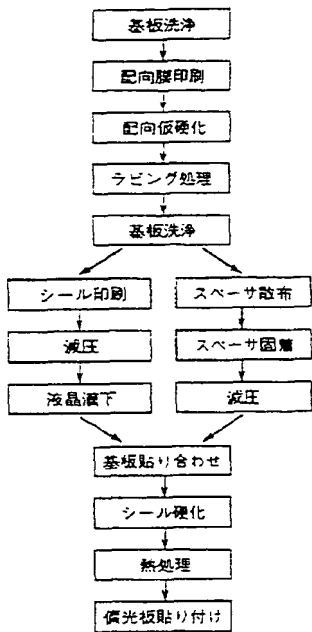 基板洗浄
配向膜印刷
配向仮硬化
ラビング処理
基板洗浄
シール印刷
減圧
液晶滴下
スペーサ散布
スペーサ固着
減圧
基板貼り合わせ
シール硬化
熱処理
偏光板貼り付け